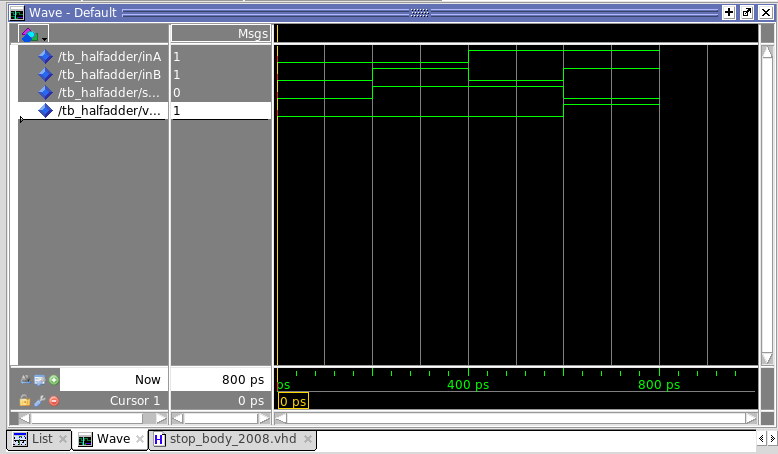 Wave - Default
Msgs
/tb_halfadder/inA 1
/tb_halfadder/inB 1
/tb_halfadder/s... 0
/tb_halfadder/v... 1
Now 800 ps ps 400 ps 800 ps
Cursor 1 0 ps 0 ps
List Wave stop_body_2008.vhd